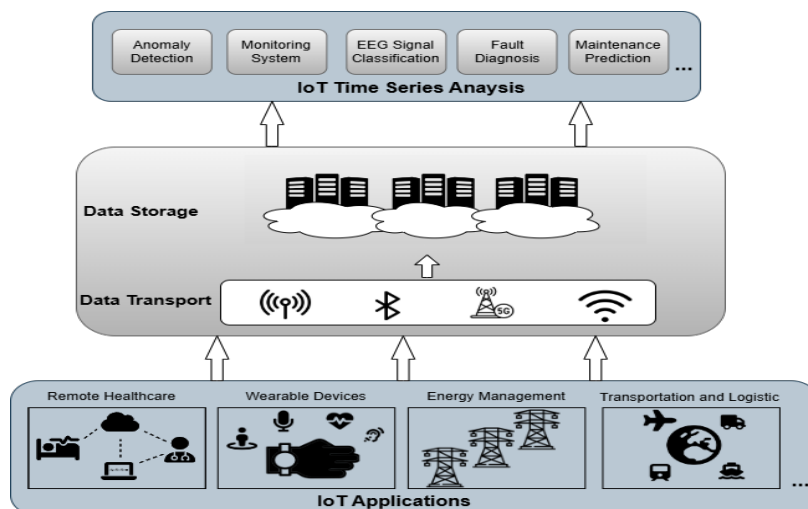 Anomaly
Detection
Monitoring
System
EEG Signal
Classification
Fault
Diagnosis
Maintenance
Prediction
...
IoT Time Series Anaysis
Data Storage
Data Transport
5G
Remote Healthcare
Wearable Devices
Energy Management
Transportation and Logistic
...
IoT Applications